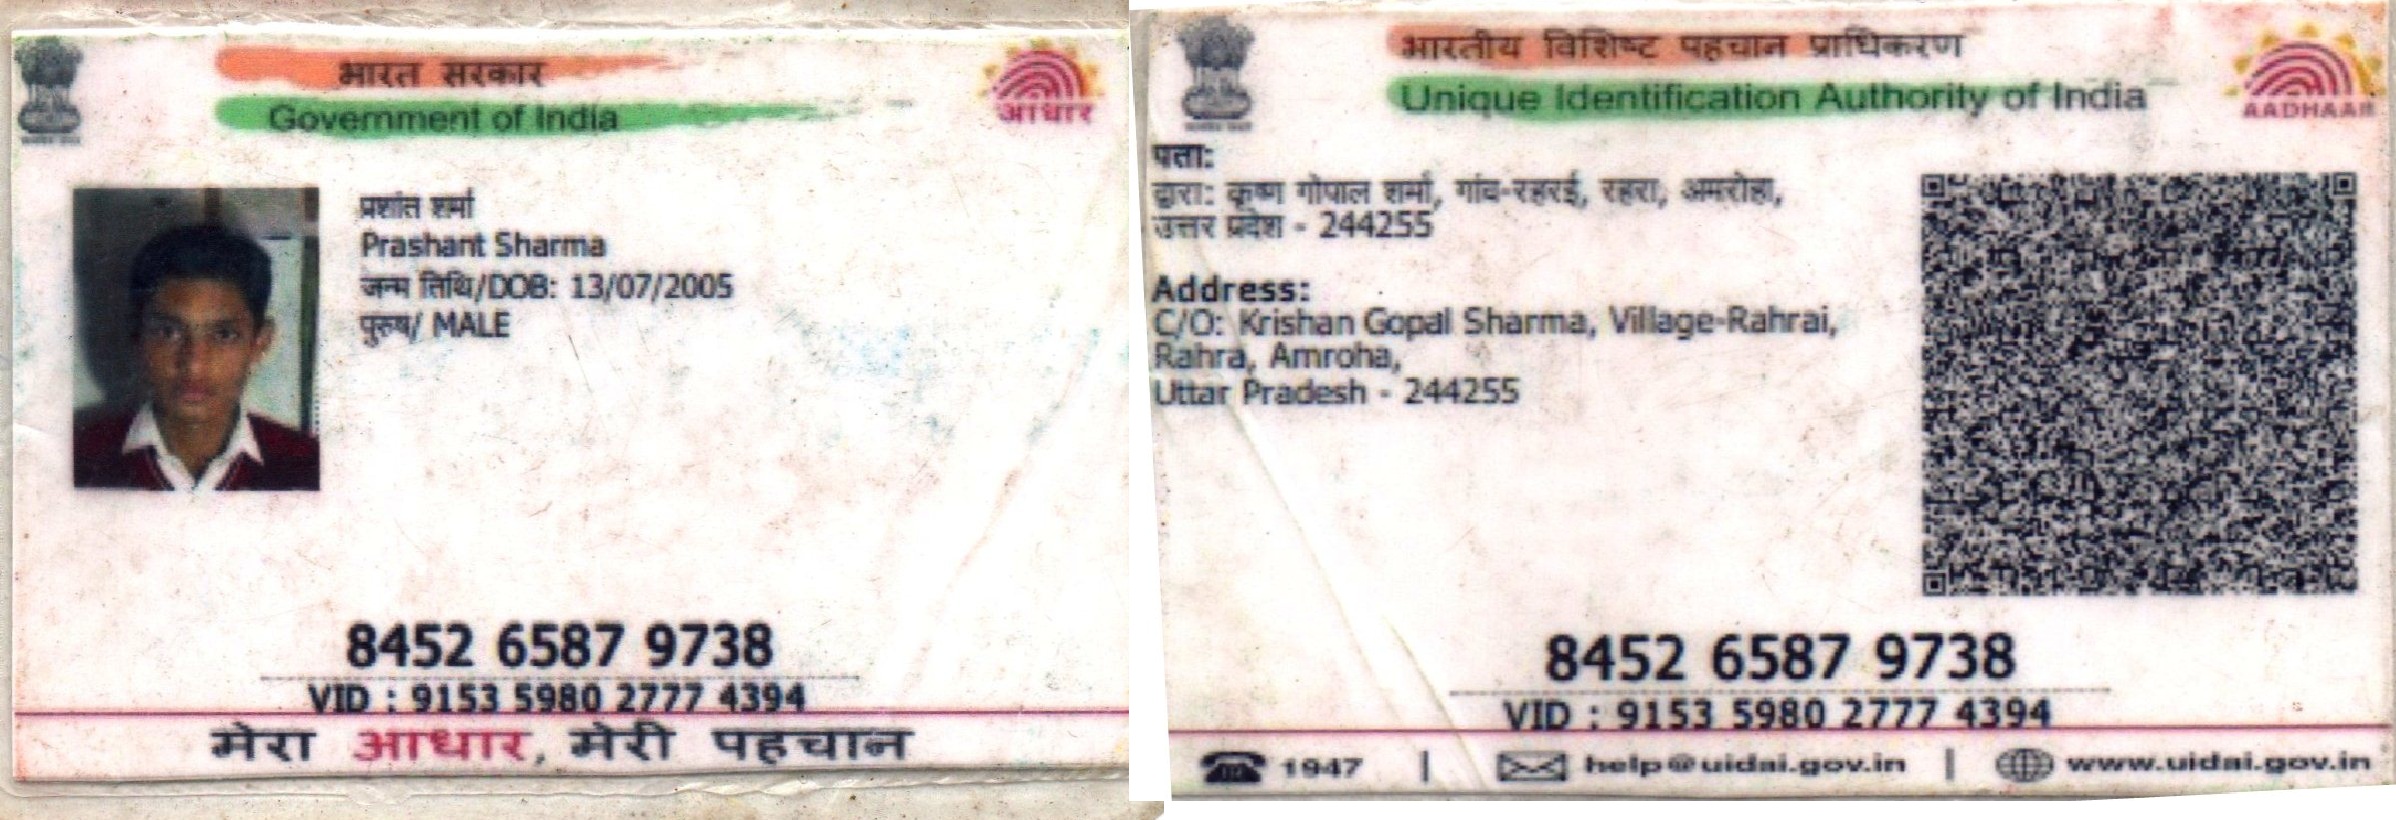 भारत सरकार
Government of India
आधार
प्रशांत शर्मा
Prashant Sharma
जन्म तिथि/DOB: 13/07/2005
पुरुष/ MALE
8452 6587 9738
VID : 9153 5980 2777 4394
मेरा आधार, मेरी पहचान
भारतीय विशिष्ट पहचान प्राधिकरण
Unique Identification Authority of India
AADHAAR
पता:
द्वारा: कृष्ण गोपाल शर्मा, गांव-रहरई, रहरा, अमरोहा,
उत्तर प्रदेश - 244255
Address:
C/O: Krishan Gopal Sharma, Village-Rahrai,
Rahra, Amroha,
Uttar Pradesh - 244255
8452 6587 9738
VID : 9153 5980 2777 4394
1947 | help@uidai.gov.in | www.uidai.gov.in